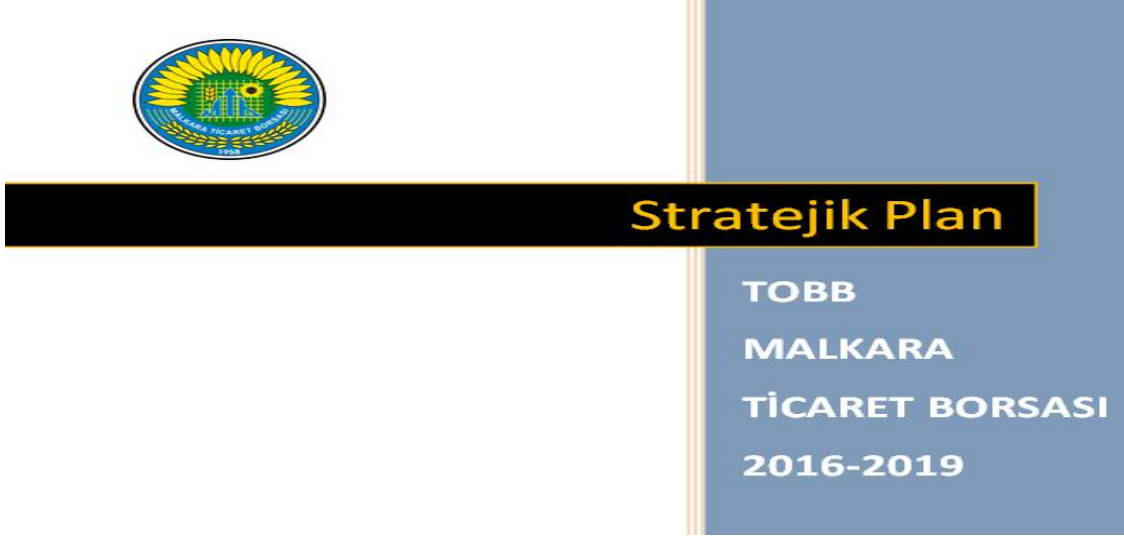 MALKARA TİCARET BORSASI
1958
Stratejik Plan
TOBB
MALKARA
TİCARET BORSASI
2016-2019